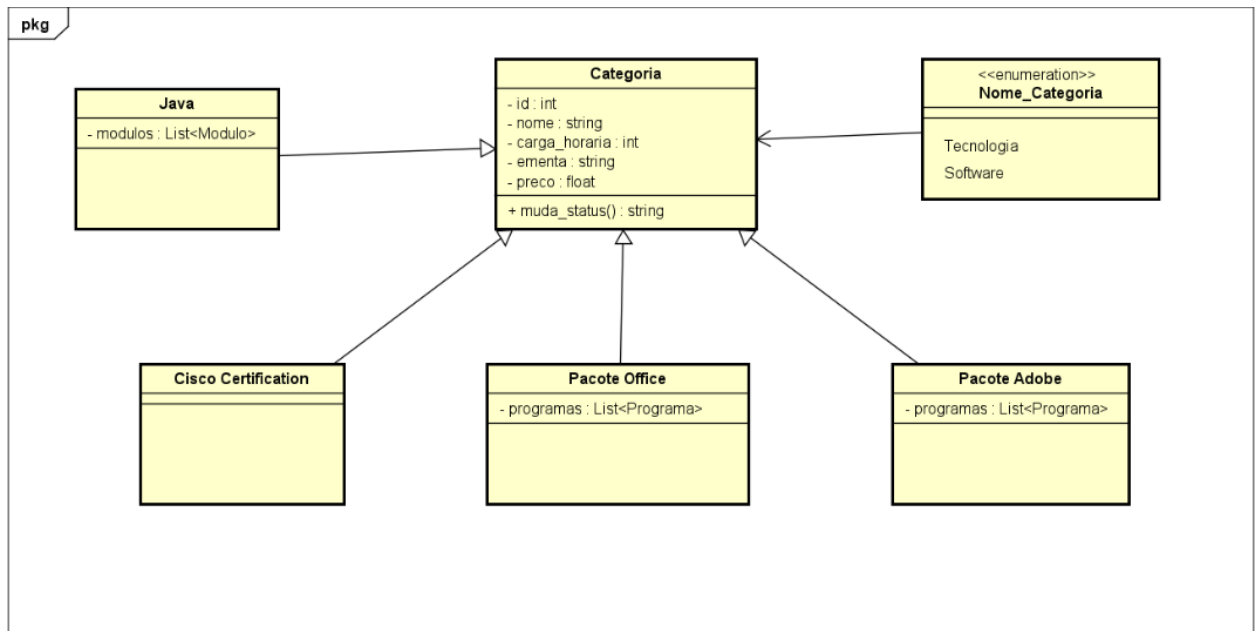 pkg
Java
- modulos : List<Modulo>
Categoria
- id : int
- nome : string
- carga_horaria : int
- ementa : string
- preco : float
+ muda_status() : string
<<enumeration>>
Nome_Categoria
Tecnologia
Software
Cisco Certification
Pacote Office
- programas : List<Programa>
Pacote Adobe
- programas : List<Programa>